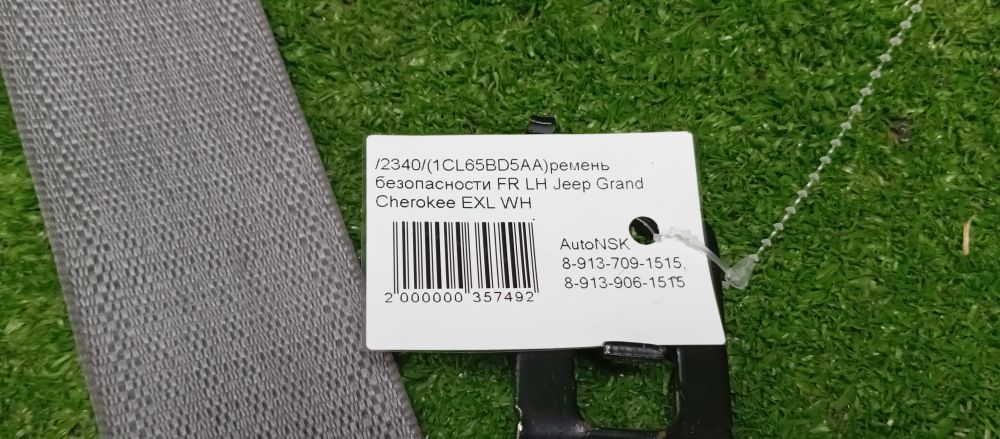 /2340/(1CL65BD5AA)ремень
безопасности FR LH Jeep Grand
Cherokee EXL WH
AutoNSK
8-913-709-1515,
8-913-906-1515
2 000000 357492